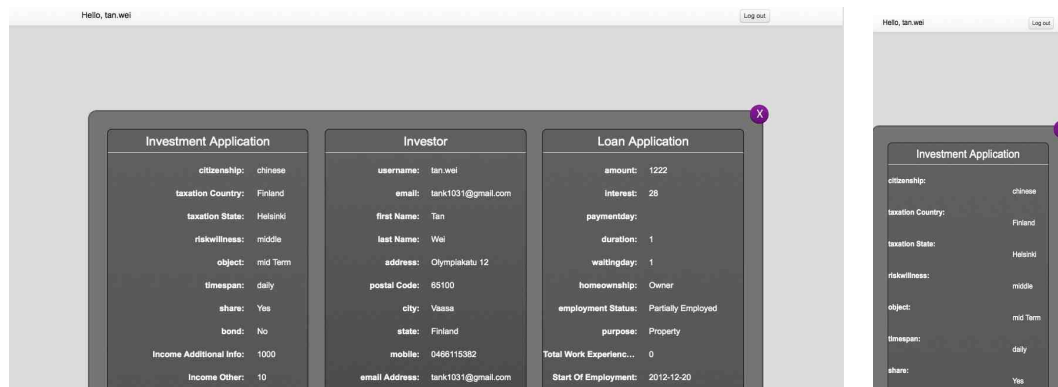 Hello, tan.wei
Log out
X
Investment Application
citizenship: chinese
taxation Country: Finland
taxation State: Helsinki
riskwillness: middle
object: mid Term
timespan: daily
share: Yes
bond: No
Income Additional Info: 1000
Income Other: 10
Investor
username: tan.wei
email: tank1031@gmail.com
first Name: Tan
last Name: Wei
address: Olympiakatu 12
postal Code: 65100
city: Vaasa
state: Finland
mobile: 0466115382
email Address: tank1031@gmail.com
Loan Application
amount: 1222
interest: 28
paymentday:
duration: 1
waitingday: 1
homeownership: Owner
employment Status: Partially Employed
purpose: Property
Total Work Experienc... 0
Start Of Employment: 2012-12-20
Hello, tan.wei
Log out
Investment Application
citizenship:
chinese
taxation Country:
Finland
taxation State:
Helsinki
riskwillness:
middle
object:
mid Term
timespan:
daily
share:
Yes